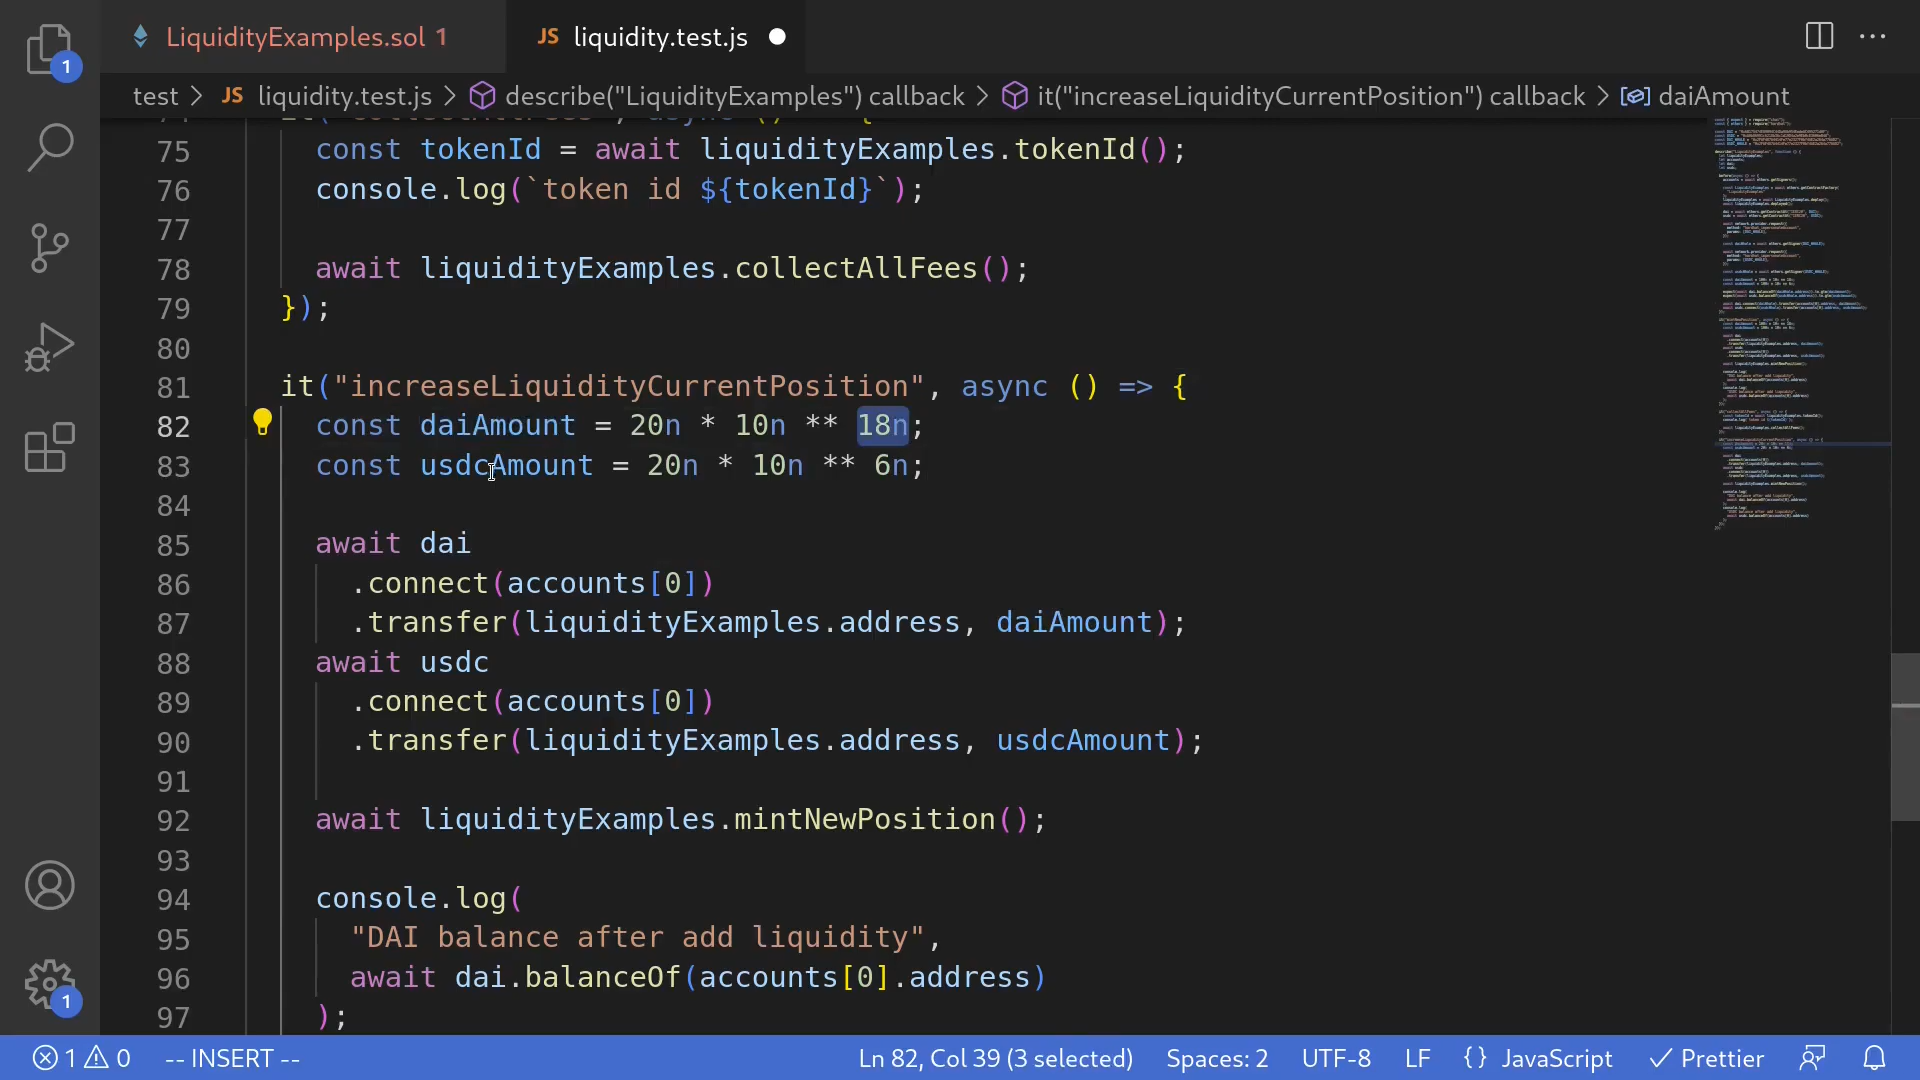 LiquidityExamples.sol 1
JS liquidity.test.js
test > JS liquidity.test.js > describe("LiquidityExamples") callback > it("increaseLiquidityCurrentPosition") callback > daiAmount
75 const tokenId = await liquidityExamples.tokenId();
76 console.log(`token id ${tokenId}`);
77
78 await liquidityExamples.collectAllFees();
79 });
80
81 it("increaseLiquidityCurrentPosition", async () => {
82 const daiAmount = 20n * 10n ** 18n;
83 const usdcAmount = 20n * 10n ** 6n;
84
85 await dai
86 .connect(accounts[0])
87 .transfer(liquidityExamples.address, daiAmount);
88 await usdc
89 .connect(accounts[0])
90 .transfer(liquidityExamples.address, usdcAmount);
91
92 await liquidityExamples.mintNewPosition();
93
94 console.log(
95 "DAI balance after add liquidity",
96 await dai.balanceOf(accounts[0].address)
97 );
1
1
1 0 -- INSERT -- Ln 82, Col 39 (3 selected) Spaces: 2 UTF-8 LF {} JavaScript Prettier